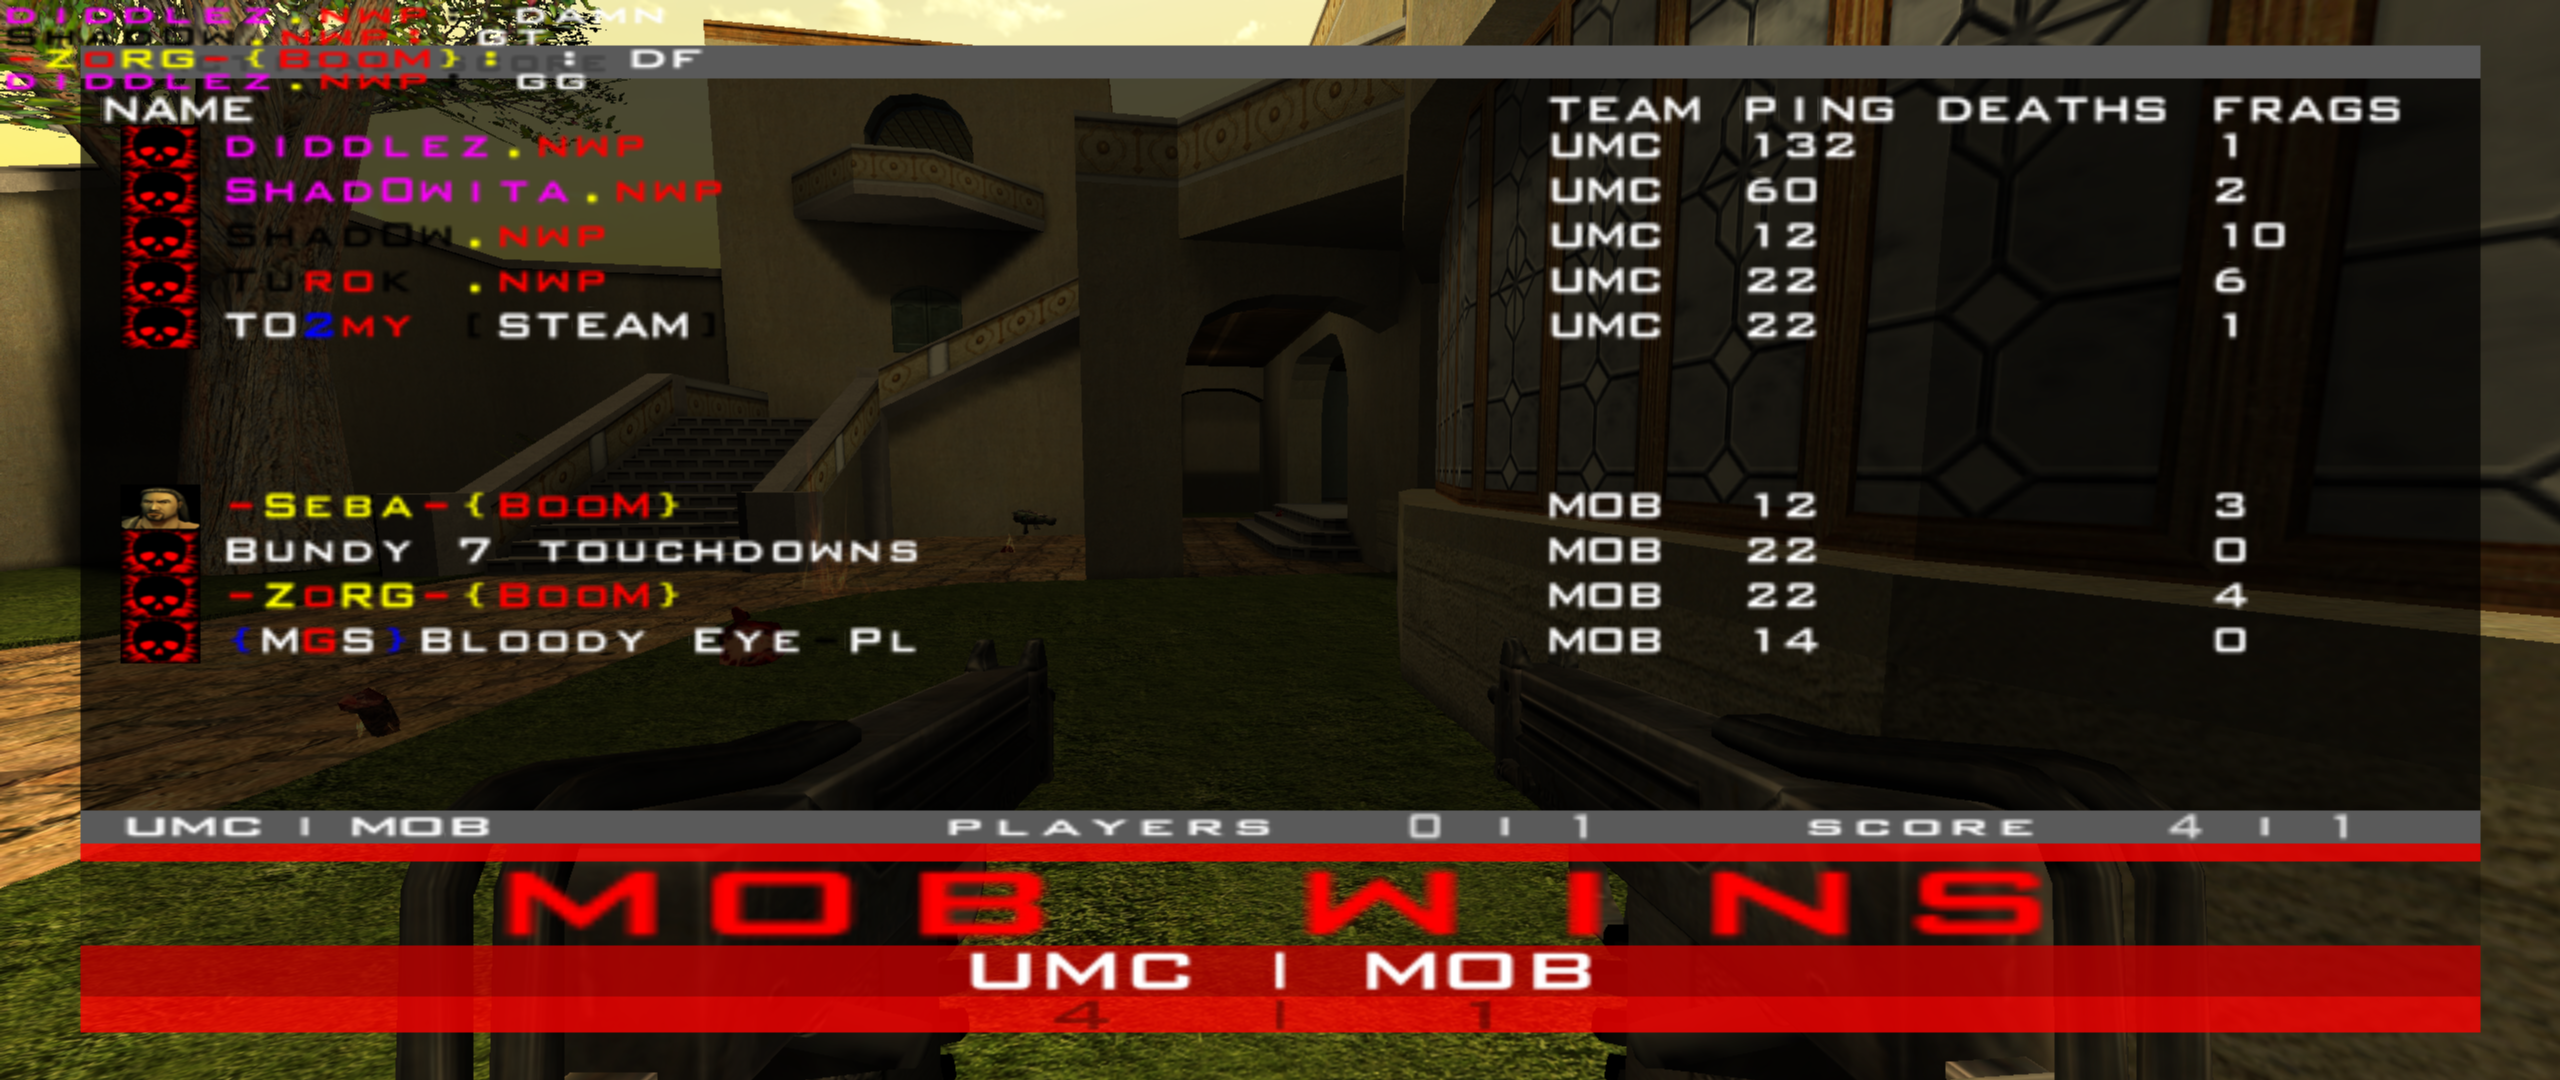 DIDDLEZ.NWP: DAMN
SHADOW.NWP: GT
-ZORG-{BOOM}: : DF
SCORE
DIDDLEZ.NWP: GG
NAME TEAM PING DEATHS FRAGS
DIDDLEZ.NWP UMC 132 1
SHAD0WITA.NWP UMC 60 2
SHAD0W.NWP UMC 12 10
TUROK .NWP UMC 22 6
TO2MY [STEAM] UMC 22 1
-SEBA-{BOOM} MOB 12 3
BUNDY 7 TOUCHDOWNS MOB 22 0
-ZORG-{BOOM} MOB 22 4
{MGS}BLOODY EYE-PL MOB 14 0
UMC | MOB PLAYERS 0 | 1 SCORE 4 | 1
MOB WINS
UMC | MOB
4 | 1